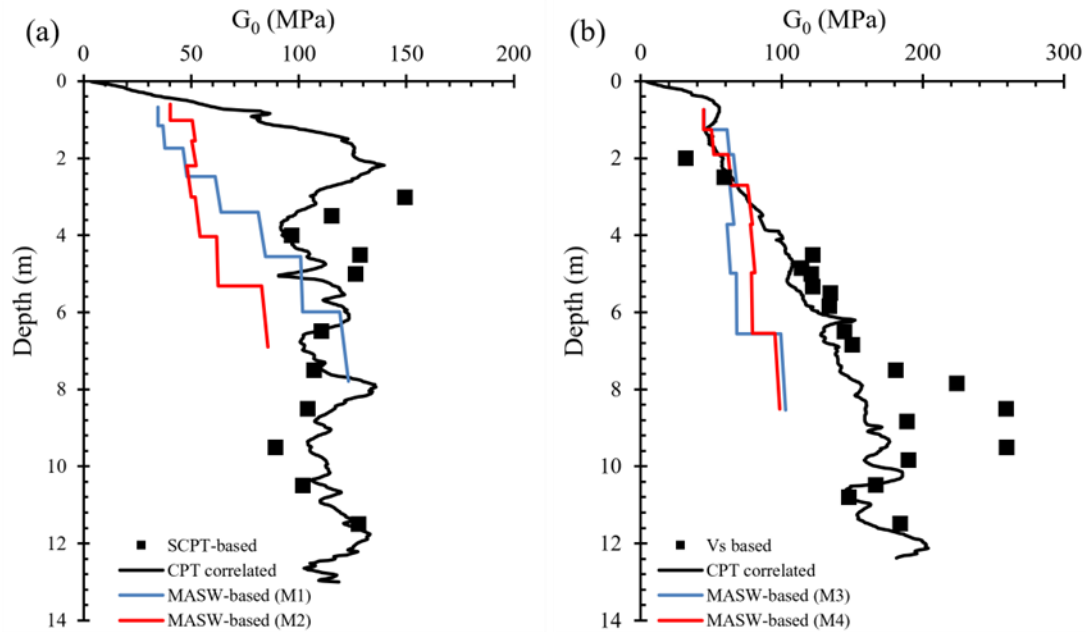 (a)
G₀ (MPa)
0 50 100 150 200
Depth (m)
0
2
4
6
8
10
12
14
SCPT-based
CPT correlated
MASW-based (M1)
MASW-based (M2)
(b)
G₀ (MPa)
0 100 200 300
Depth (m)
0
2
4
6
8
10
12
14
Vs based
CPT correlated
MASW-based (M3)
MASW-based (M4)